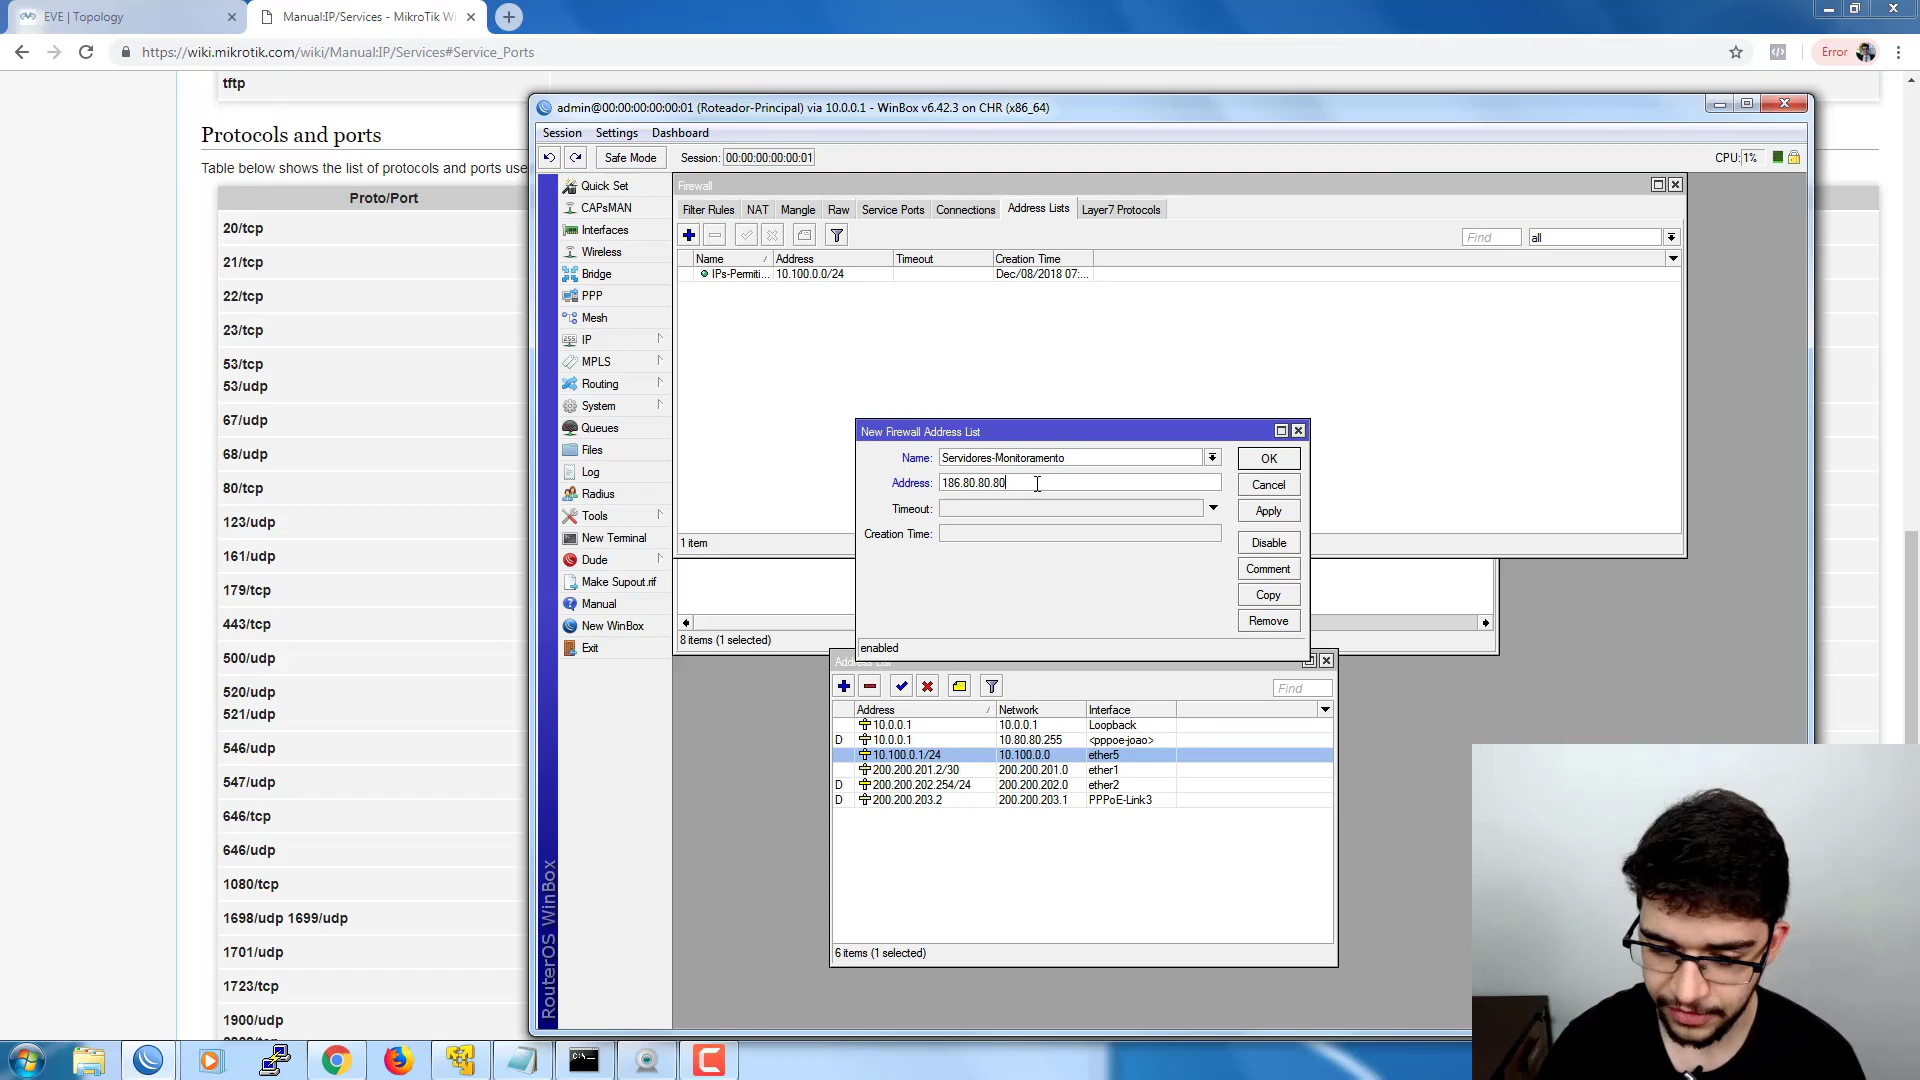 EVE | Topology
Manual:IP/Services - MikroTik Wi
https://wiki.mikrotik.com/wiki/Manual:IP/Services#Service_Ports
Error
tftp
Protocols and ports
Table below shows the list of protocols and ports use
Proto/Port
20/tcp
21/tcp
22/tcp
23/tcp
53/tcp
53/udp
67/udp
68/udp
80/tcp
123/udp
161/udp
179/tcp
443/tcp
500/udp
520/udp
521/udp
546/udp
547/udp
646/tcp
646/udp
1080/tcp
1698/udp 1699/udp
1701/udp
1723/tcp
1900/udp
admin@00:00:00:00:00:01 (Roteador-Principal) via 10.0.0.1 - WinBox v6.42.3 on CHR (x86_64)
Session Settings Dashboard
Safe Mode Session: 00:00:00:00:00:01 CPU: 1%
Quick Set
CAPsMAN
Interfaces
Wireless
Bridge
PPP
Mesh
IP
MPLS
Routing
System
Queues
Files
Log
Radius
Tools
New Terminal
Dude
Make Supout.rif
Manual
New WinBox
Exit
RouterOS WinBox
Firewall
Filter Rules NAT Mangle Raw Service Ports Connections Address Lists Layer7 Protocols
Find all
Name Address Timeout Creation Time
IPs-Permiti... 10.100.0.0/24 Dec/08/2018 07:...
1 item
8 items (1 selected)
New Firewall Address List
Name: Servidores-Monitoramento
Address: 186.80.80.80
Timeout:
Creation Time:
OK
Cancel
Apply
Disable
Comment
Copy
Remove
enabled
Address List
Find
Address Network Interface
10.0.0.1 10.0.0.1 Loopback
D 10.0.0.1 10.80.80.255 <pppoe-joao>
10.100.0.1/24 10.100.0.0 ether5
200.200.201.2/30 200.200.201.0 ether1
D 200.200.202.254/24 200.200.202.0 ether2
D 200.200.203.2 200.200.203.1 PPPoE-Link3
6 items (1 selected)